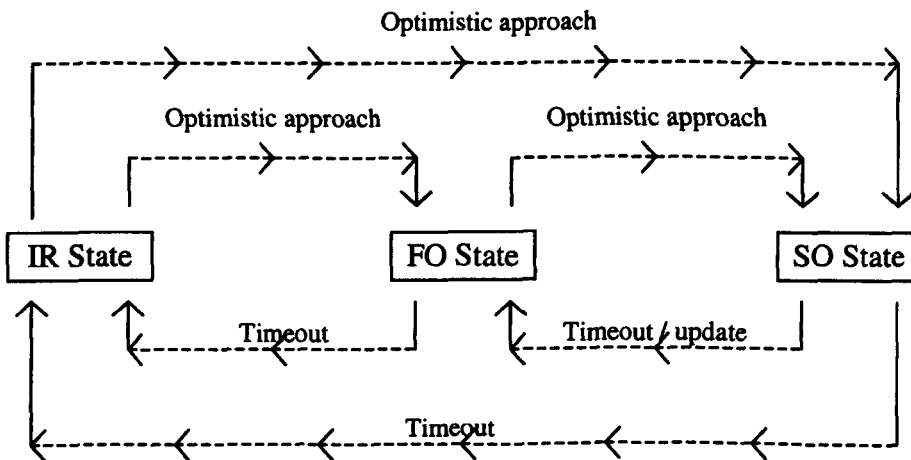 Optimistic approach
Optimistic approach
Optimistic approach
IR State
FO State
SO State
Timeout
Timeout / update
Timeout